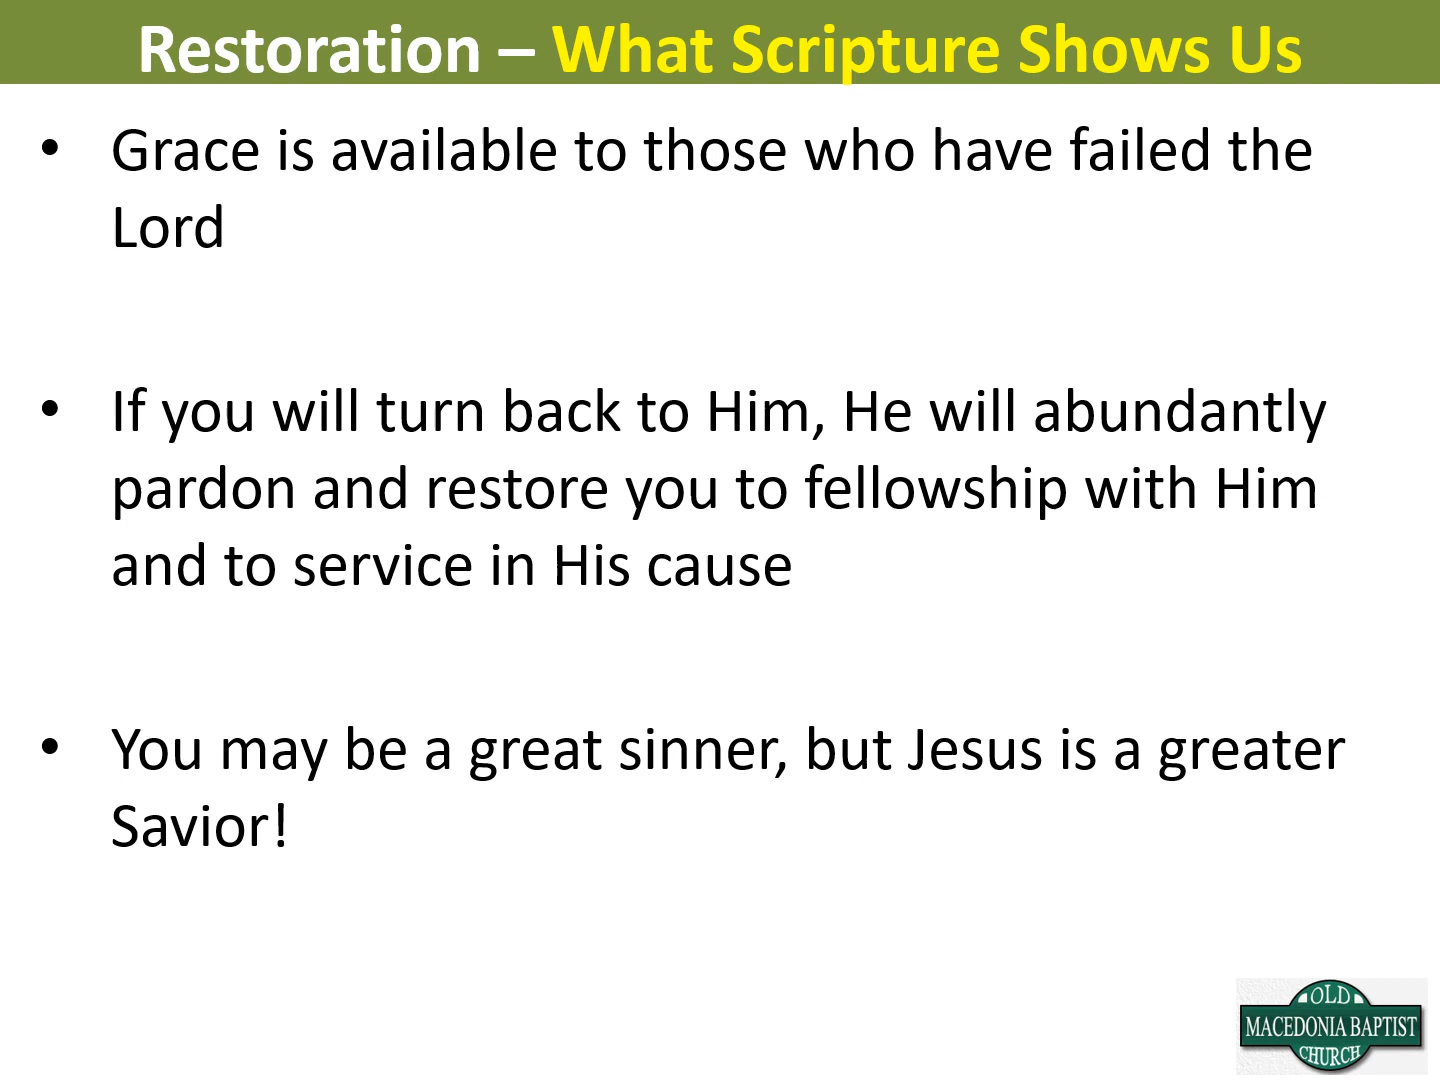 Restoration – What Scripture Shows Us
• Grace is available to those who have failed the
Lord
• If you will turn back to Him, He will abundantly
pardon and restore you to fellowship with Him
and to service in His cause
• You may be a great sinner, but Jesus is a greater
Savior!
OLD
MACEDONIA BAPTIST
CHURCH